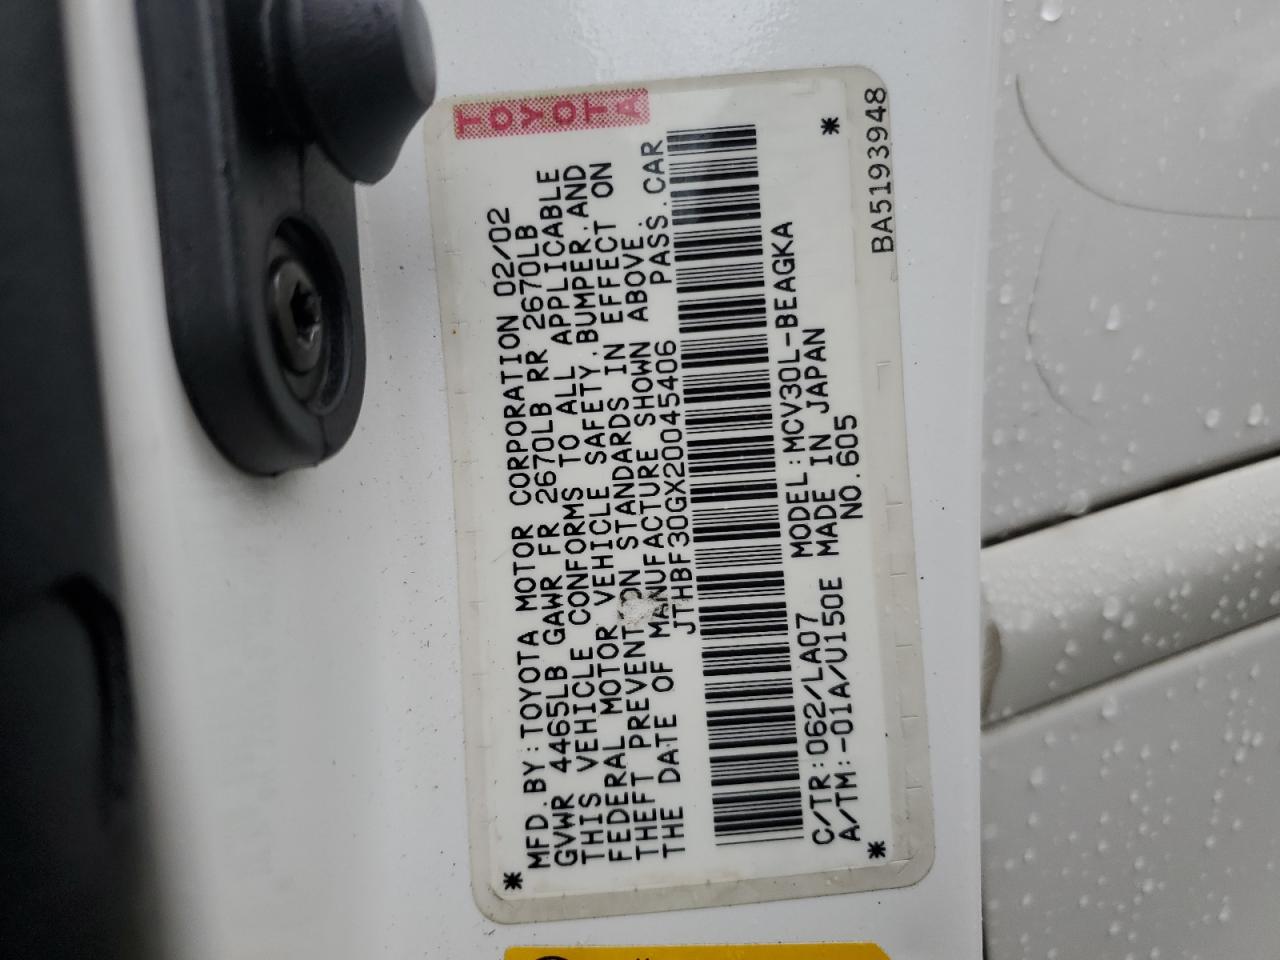 TOYOTA
MFD.BY:TOYOTA MOTOR CORPORATION 02/02
GVWR 4465LB GAWR FR 2670LB RR 2670LB
THIS VEHICLE CONFORMS TO ALL APPLICABLE
FEDERAL MOTOR VEHICLE SAFETY,BUMPER,AND
THEFT PREVENT ON STANDARDS IN EFFECT ON
THE DATE OF MANUFACTURE SHOWN ABOVE.
JTHBF30GX20045406 PASS.CAR
C/TR:062/LA07 MODEL:MCV30L-BEAGKA
A/TM:-01A/U150E MADE IN JAPAN
NO.605
* *
BA5193948
*